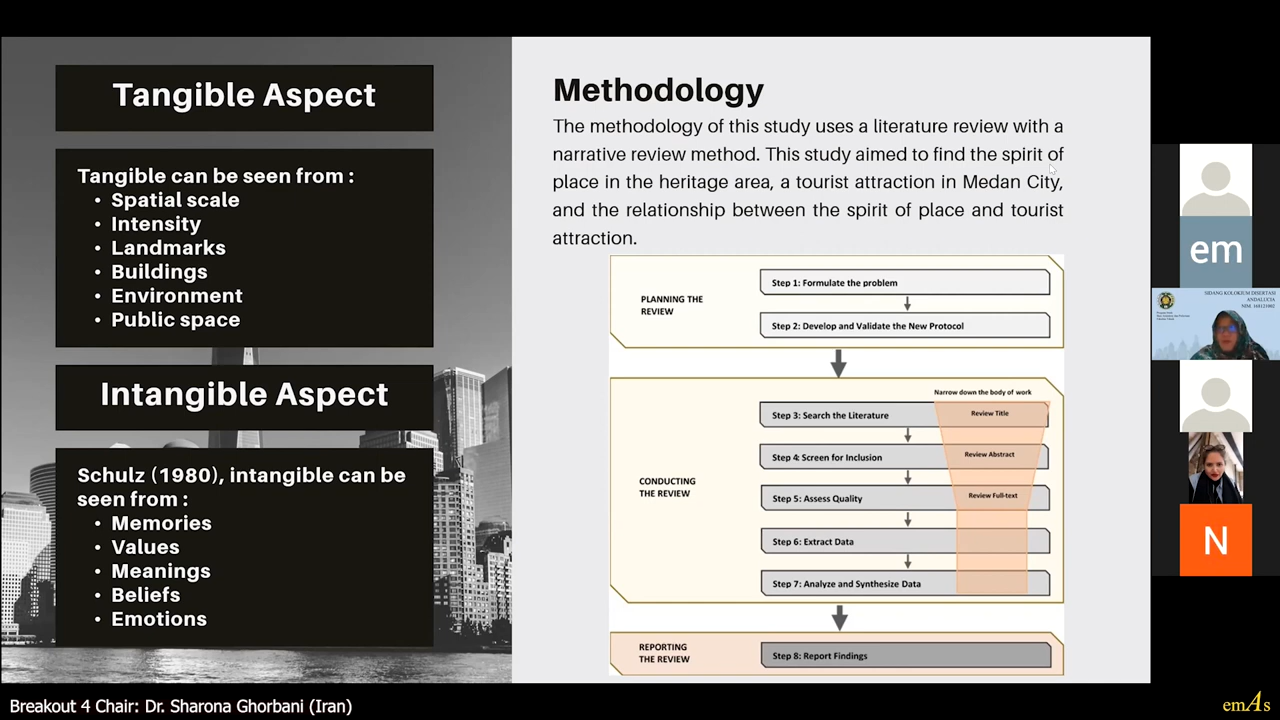 Tangible Aspect
Tangible can be seen from :
• Spatial scale
• Intensity
• Landmarks
• Buildings
• Environment
• Public space
Intangible Aspect
Schulz (1980), intangible can be
seen from :
• Memories
• Values
• Meanings
• Beliefs
• Emotions
Methodology
The methodology of this study uses a literature review with a
narrative review method. This study aimed to find the spirit of
place in the heritage area, a tourist attraction in Medan City,
and the relationship between the spirit of place and tourist
attraction.
PLANNING THE
REVIEW
Step 1: Formulate the problem
Step 2: Develop and Validate the New Protocol
CONDUCTING
THE REVIEW
Narrow down the body of work
Step 3: Search the Literature
Review Title
Step 4: Screen for Inclusion
Review Abstract
Step 5: Assess Quality
Review Full-text
Step 6: Extract Data
Step 7: Analyze and Synthesize Data
REPORTING
THE REVIEW
Step 8: Report Findings
em
SIDANG KOLOKIUM DISERTASI
ANDALUCIA
N
Breakout 4 Chair: Dr. Sharona Ghorbani (Iran)
emAs